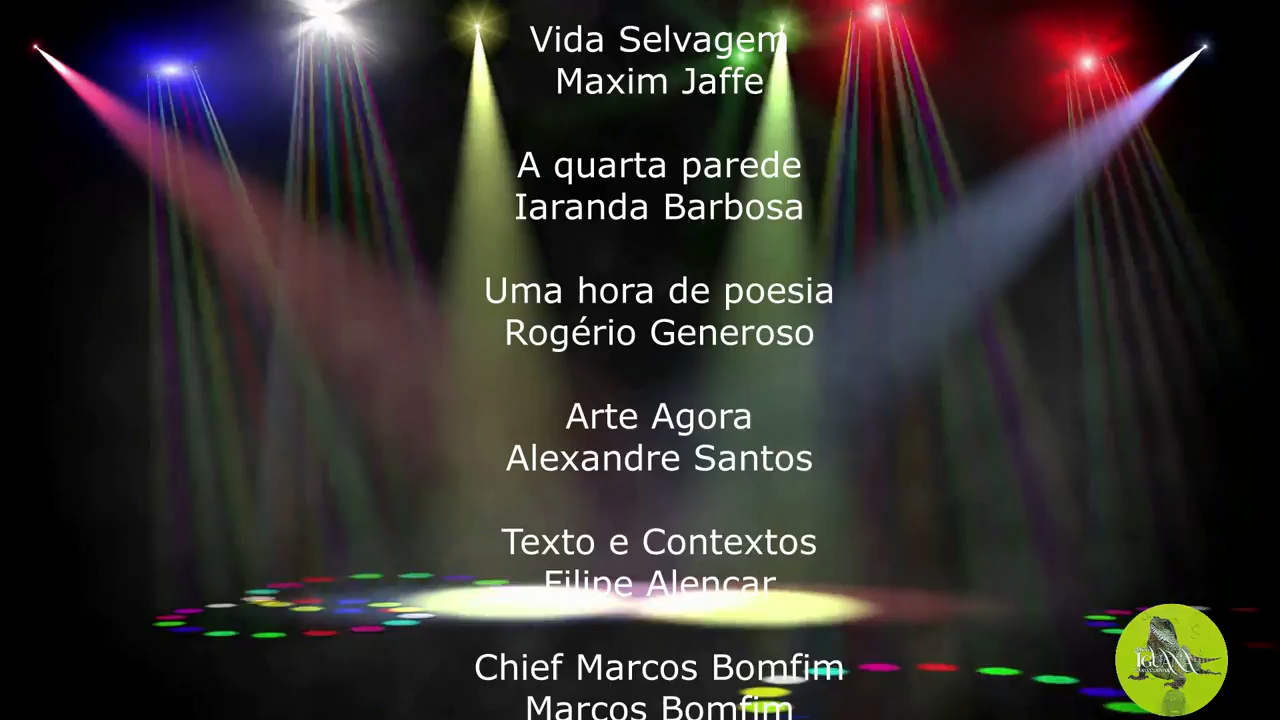 Vida Selvagem
Maxim Jaffe
A quarta parede
Iaranda Barbosa
Uma hora de poesia
Rogério Generoso
Arte Agora
Alexandre Santos
Texto e Contextos
Filipe Alencar
Chief Marcos Bomfim
Marcos Bomfim
IGUANA